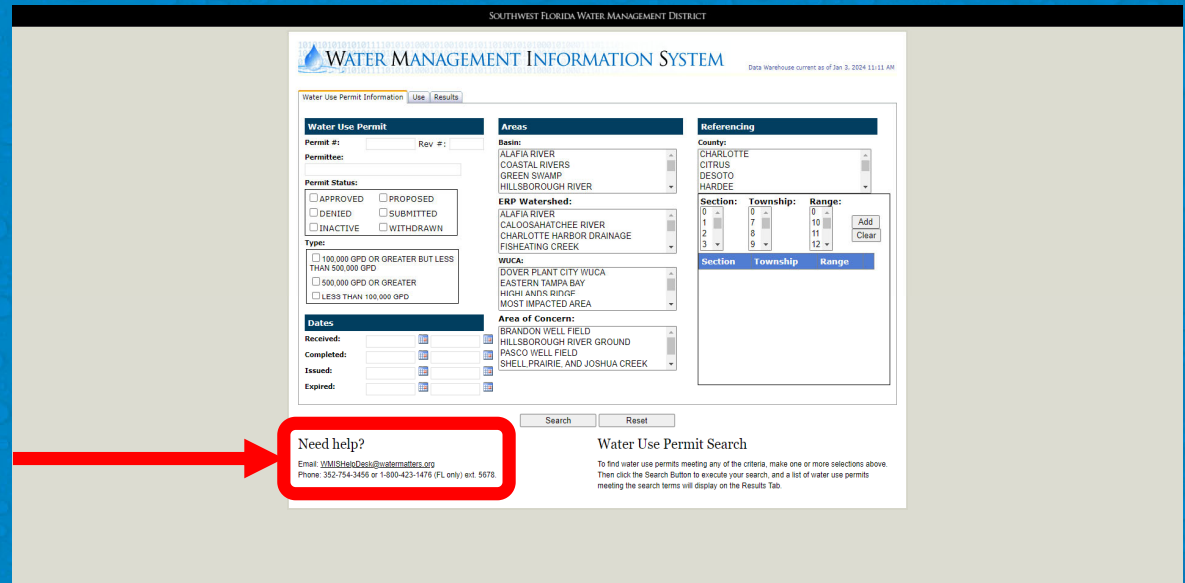 Southwest Florida Water Management District
Water Management Information System
Data Warehouse current as of Jan 3, 2024 11:11 AM
Water Use Permit Information Use Results
Water Use Permit
Permit #: Rev #:
Permittee:
Permit Status:
APPROVED PROPOSED
DENIED SUBMITTED
INACTIVE WITHDRAWN
Type:
100,000 GPD OR GREATER BUT LESS
THAN 500,000 GPD
500,000 GPD OR GREATER
LESS THAN 100,000 GPD
Dates
Received:
Completed:
Issued:
Expired:
Areas
Basin:
ALAFIA RIVER
COASTAL RIVERS
GREEN SWAMP
HILLSBOROUGH RIVER
ERP Watershed:
ALAFIA RIVER
CALOOSAHATCHEE RIVER
CHARLOTTE HARBOR DRAINAGE
FISHEATING CREEK
WUCA:
DOVER PLANT CITY WUCA
EASTERN TAMPA BAY
HIGHLANDS RIDGE
MOST IMPACTED AREA
Area of Concern:
BRANDON WELL FIELD
HILLSBOROUGH RIVER GROUND
PASCO WELL FIELD
SHELL,PRAIRIE, AND JOSHUA CREEK
Referencing
County:
CHARLOTTE
CITRUS
DESOTO
HARDEE
Section: Township: Range:
0 0 0
1 7 10 Add
2 8 11 Clear
3 9 12
Section Township Range
Search Reset
Need help?
Email: WMISHelpDesk@watermatters.org
Phone: 352-754-3456 or 1-800-423-1476 (FL only) ext. 5678.
Water Use Permit Search
To find water use permits meeting any of the criteria, make one or more selections above.
Then click the Search Button to execute your search, and a list of water use permits
meeting the search terms will display on the Results Tab.